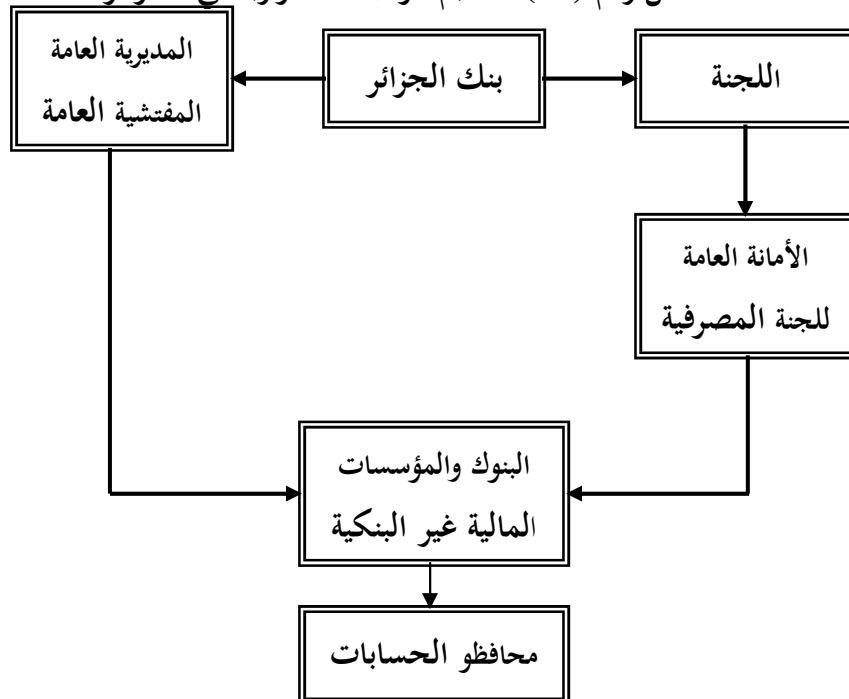 اللجنة
بنك الجزائر
المديرية العامة
المفتشية العامة
الأمانة العامة
للجنة المصرفية
البنوك والمؤسسات
المالية غير البنكية
محافظو الحسابات